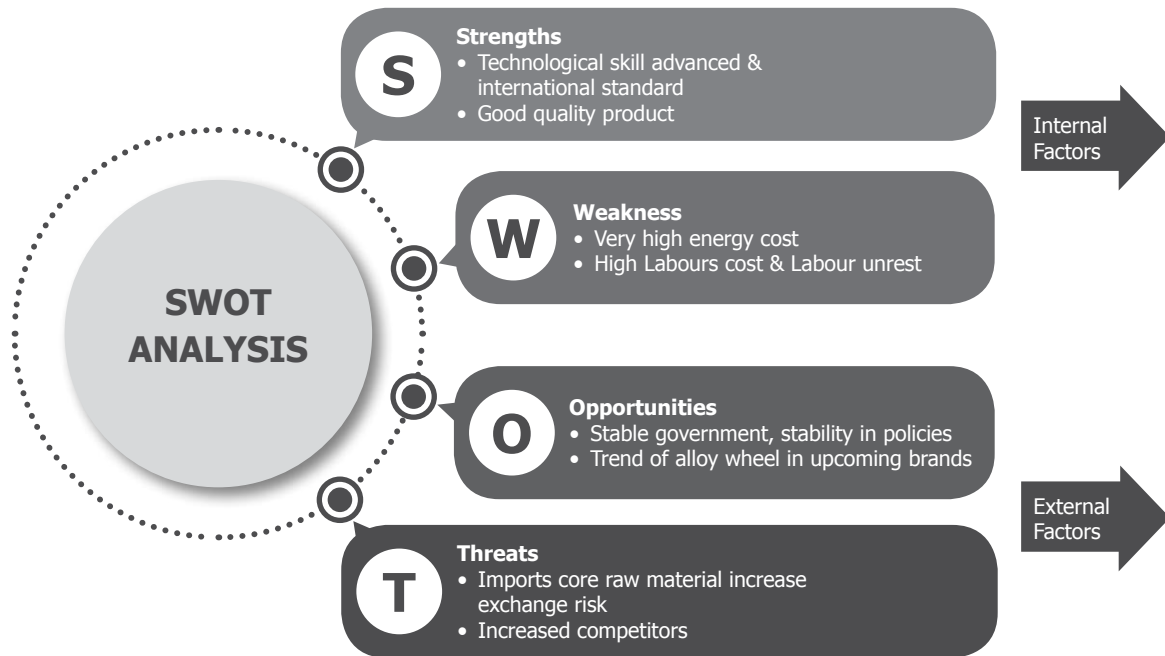 S
Strengths
• Technological skill advanced &
international standard
• Good quality product
Internal
Factors
W
Weakness
• Very high energy cost
• High Labours cost & Labour unrest
SWOT
ANALYSIS
O
Opportunities
• Stable government, stability in policies
• Trend of alloy wheel in upcoming brands
External
Factors
T
Threats
• Imports core raw material increase
exchange risk
• Increased competitors